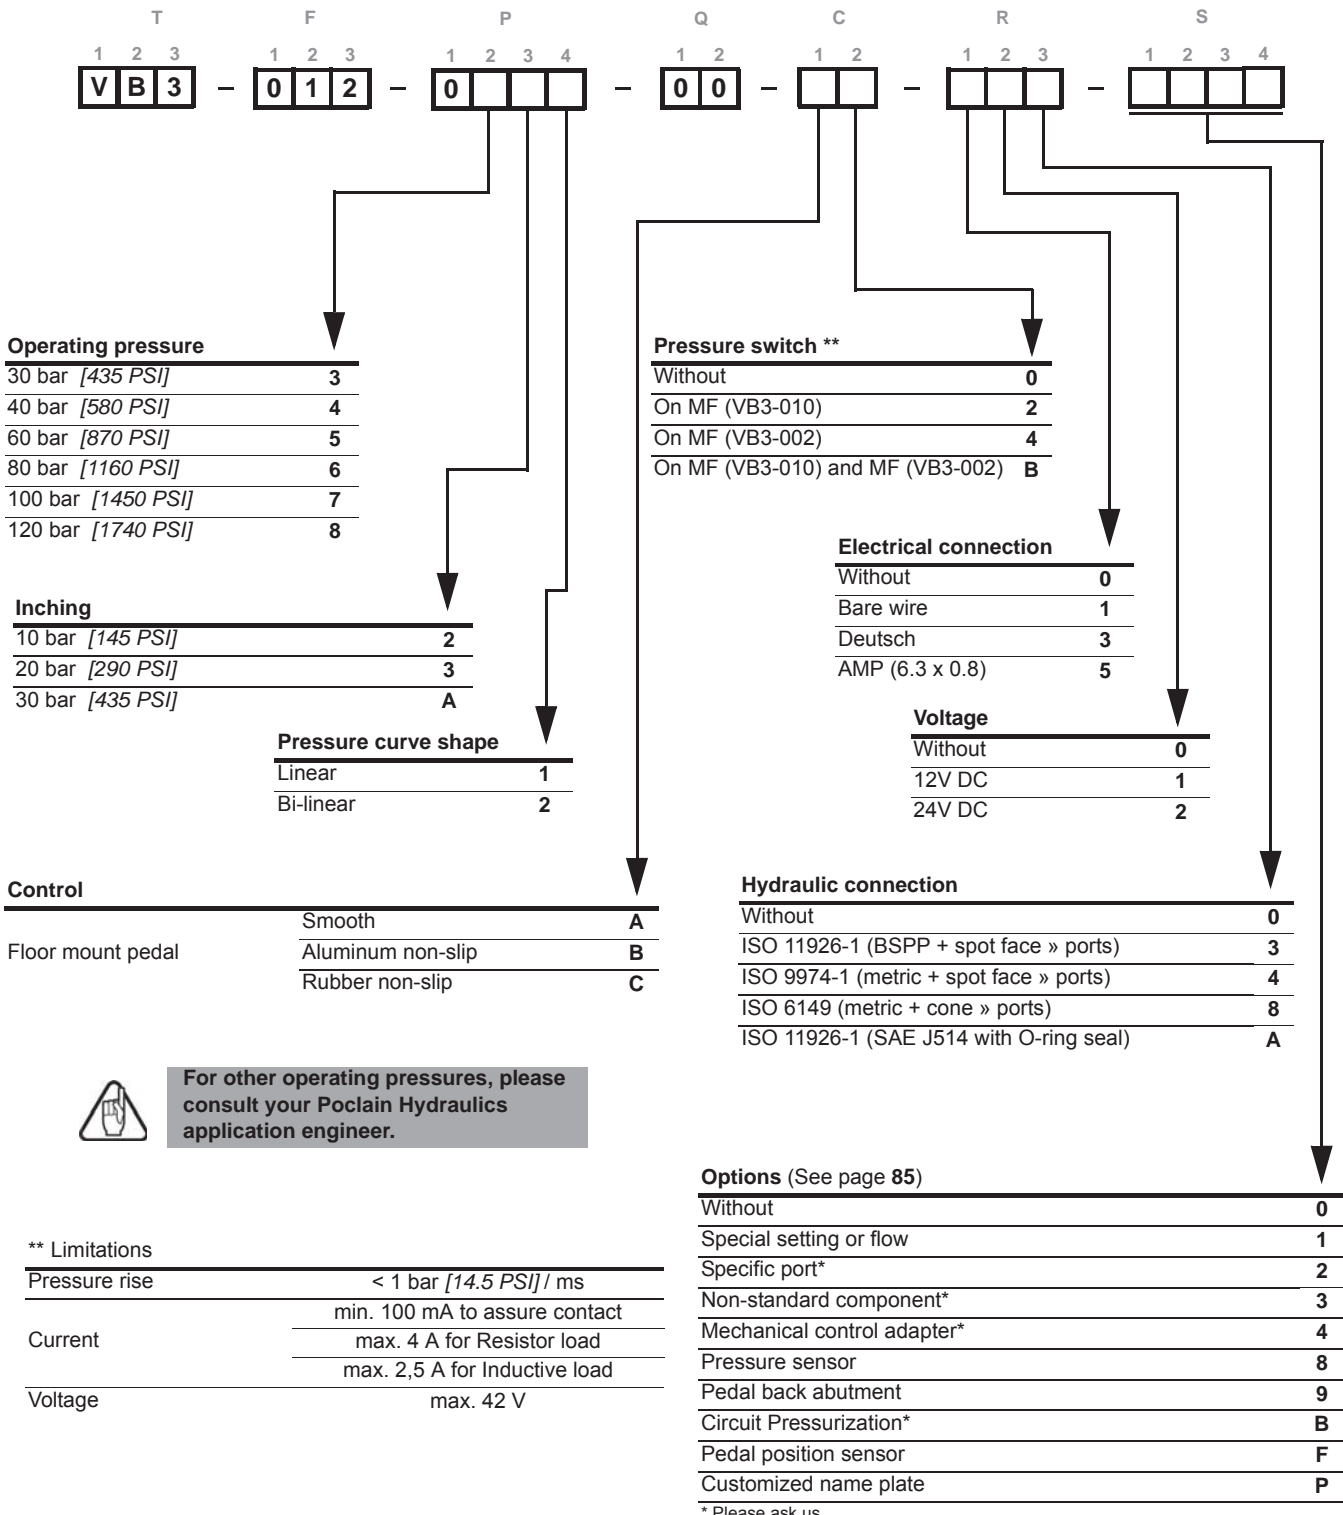 T F P Q C R S
1 2 3 1 2 3 1 2 3 4 1 2 1 2 1 2 3 1 2 3 4
V B 3 – 0 1 2 – 0 – 0 0 – – –
Operating pressure
30 bar [435 PSI] 3
40 bar [580 PSI] 4
60 bar [870 PSI] 5
80 bar [1160 PSI] 6
100 bar [1450 PSI] 7
120 bar [1740 PSI] 8
Pressure switch **
Without 0
On MF (VB3-010) 2
On MF (VB3-002) 4
On MF (VB3-010) and MF (VB3-002) B
Electrical connection
Without 0
Bare wire 1
Deutsch 3
AMP (6.3 x 0.8) 5
Inching
10 bar [145 PSI] 2
20 bar [290 PSI] 3
30 bar [435 PSI] A
Voltage
Without 0
12V DC 1
24V DC 2
Pressure curve shape
Linear 1
Bi-linear 2
Control
Smooth A
Floor mount pedal Aluminum non-slip B
Rubber non-slip C
Hydraulic connection
Without 0
ISO 11926-1 (BSPP + spot face » ports) 3
ISO 9974-1 (metric + spot face » ports) 4
ISO 6149 (metric + cone » ports) 8
ISO 11926-1 (SAE J514 with O-ring seal) A
For other operating pressures, please
consult your Poclain Hydraulics
application engineer.
Options (See page 85)
Without 0
Special setting or flow 1
Specific port* 2
Non-standard component* 3
Mechanical control adapter* 4
Pressure sensor 8
Pedal back abutment 9
Circuit Pressurization* B
Pedal position sensor F
Customized name plate P
* Please ask us
** Limitations
Pressure rise < 1 bar [14.5 PSI] / ms
min. 100 mA to assure contact
Current max. 4 A for Resistor load
max. 2,5 A for Inductive load
Voltage max. 42 V